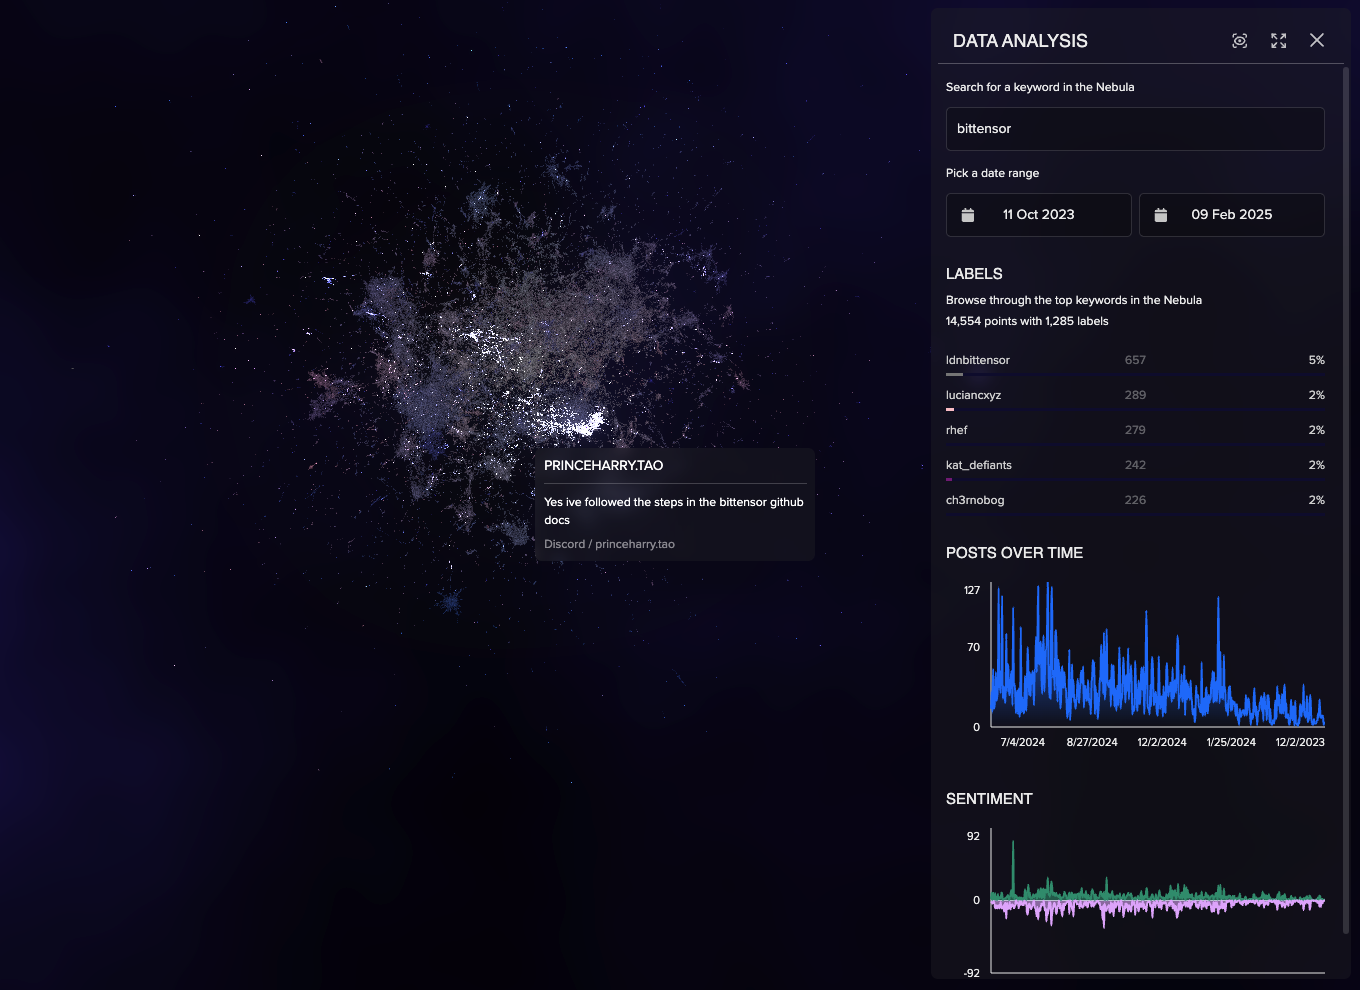 DATA ANALYSIS
Search for a keyword in the Nebula
bittensor
Pick a date range
11 Oct 2023
09 Feb 2025
LABELS
Browse through the top keywords in the Nebula
14,554 points with 1,285 labels
ldnbittensor 657 5%
luciancxyz 289 2%
rhef 279 2%
kat_defiants 242 2%
ch3rnobog 226 2%
PRINCEHARRY.TAO
Yes ive followed the steps in the bittensor github
docs
Discord / princeharry.tao
POSTS OVER TIME
127
70
0
7/4/2024 8/27/2024 12/2/2024 1/25/2024 12/2/2023
SENTIMENT
92
0
-92